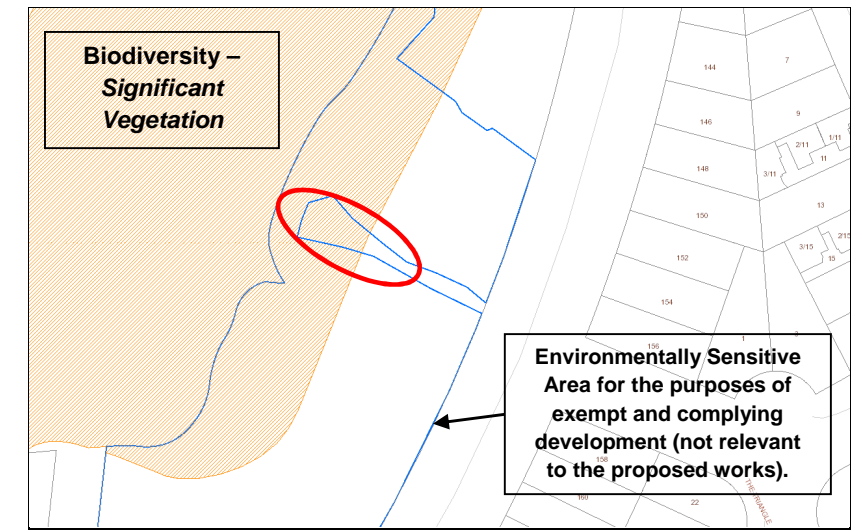 Biodiversity –
Significant
Vegetation
144
7
146
9
2/11
1/11
148
3/11
11
150
13
152
3/15
2/15
15
154
156
1
3
Environmentally Sensitive
Area for the purposes of
exempt and complying
development (not relevant
to the proposed works).
158
160
22
THE TRIANGLE